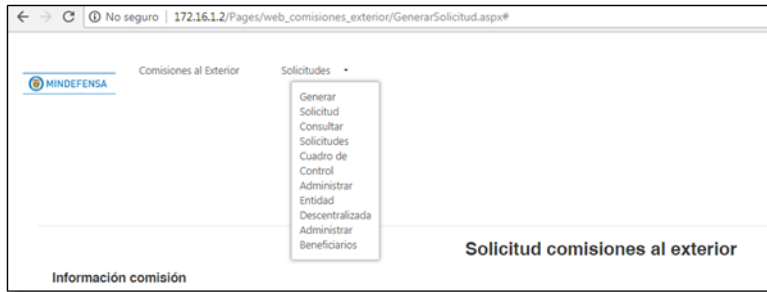 No seguro | 172.16.1.2/Pages/web_comisiones_exterior/GenerarSolicitud.aspx#
MINDEFENSA
Comisiones al Exterior
Solicitudes
Generar
Solicitud
Consultar
Solicitudes
Cuadro de
Control
Administrar
Entidad
Descentralizada
Administrar
Beneficiarios
Solicitud comisiones al exterior
Información comisión